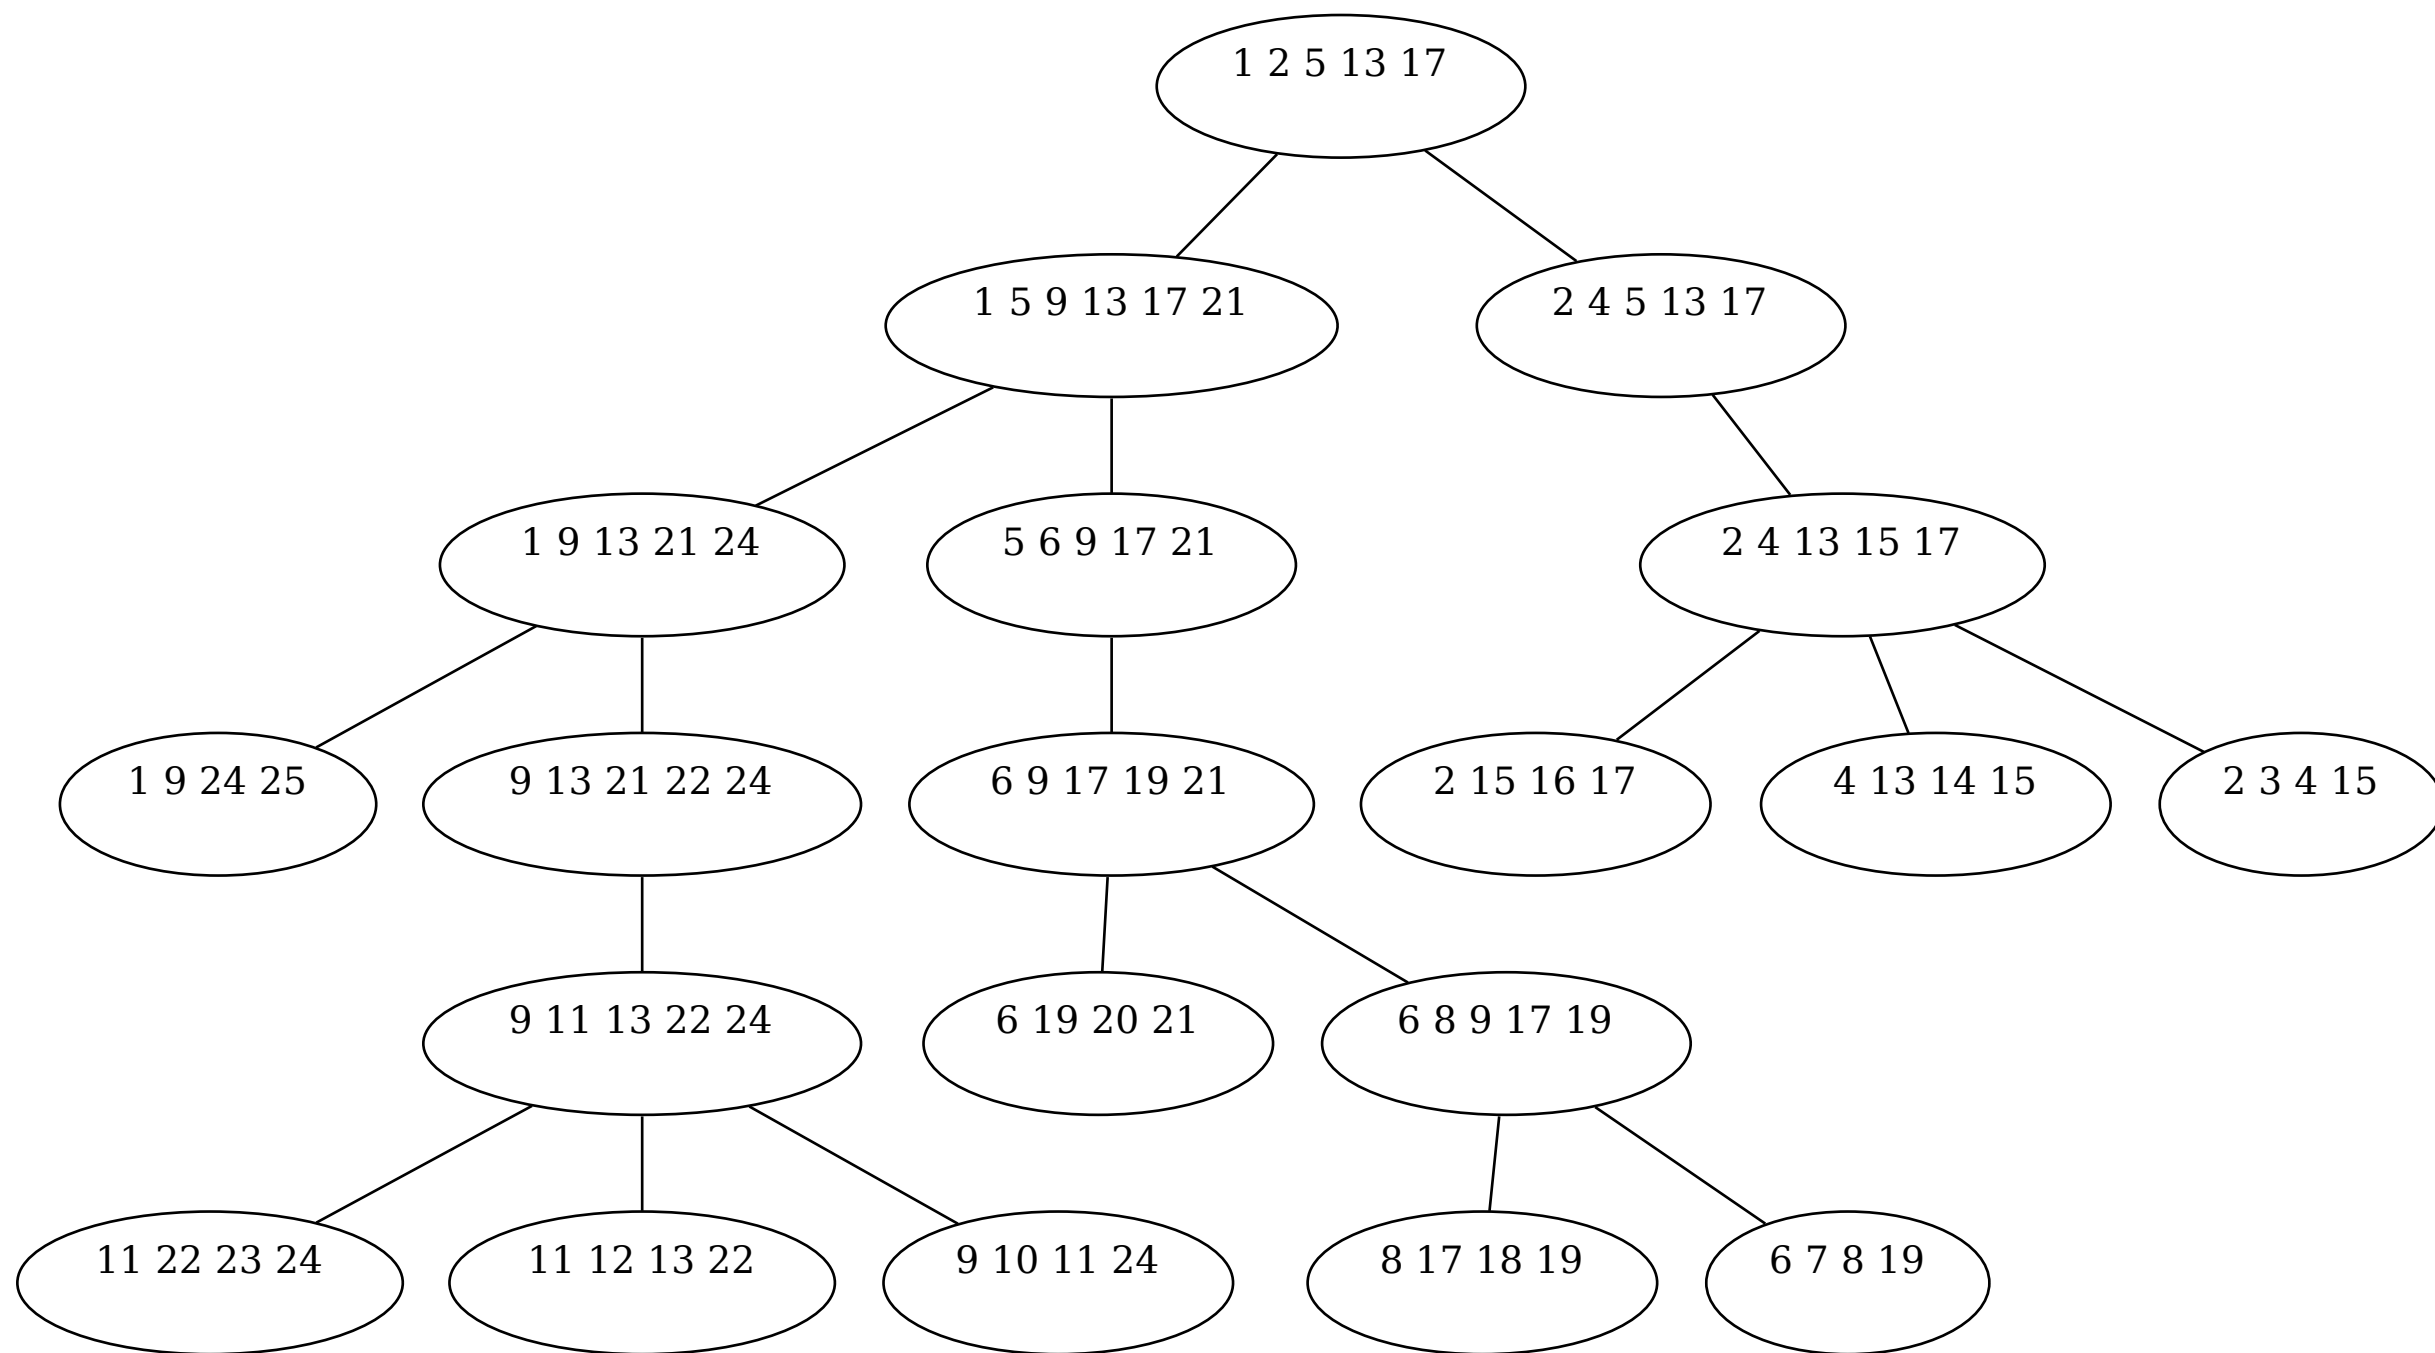 1 2 5 13 17
1 5 9 13 17 21
2 4 5 13 17
1 9 13 21 24
5 6 9 17 21
2 4 13 15 17
1 9 24 25
9 13 21 22 24
6 9 17 19 21
2 15 16 17
4 13 14 15
2 3 4 15
9 11 13 22 24
6 19 20 21
6 8 9 17 19
11 22 23 24
11 12 13 22
9 10 11 24
8 17 18 19
6 7 8 19